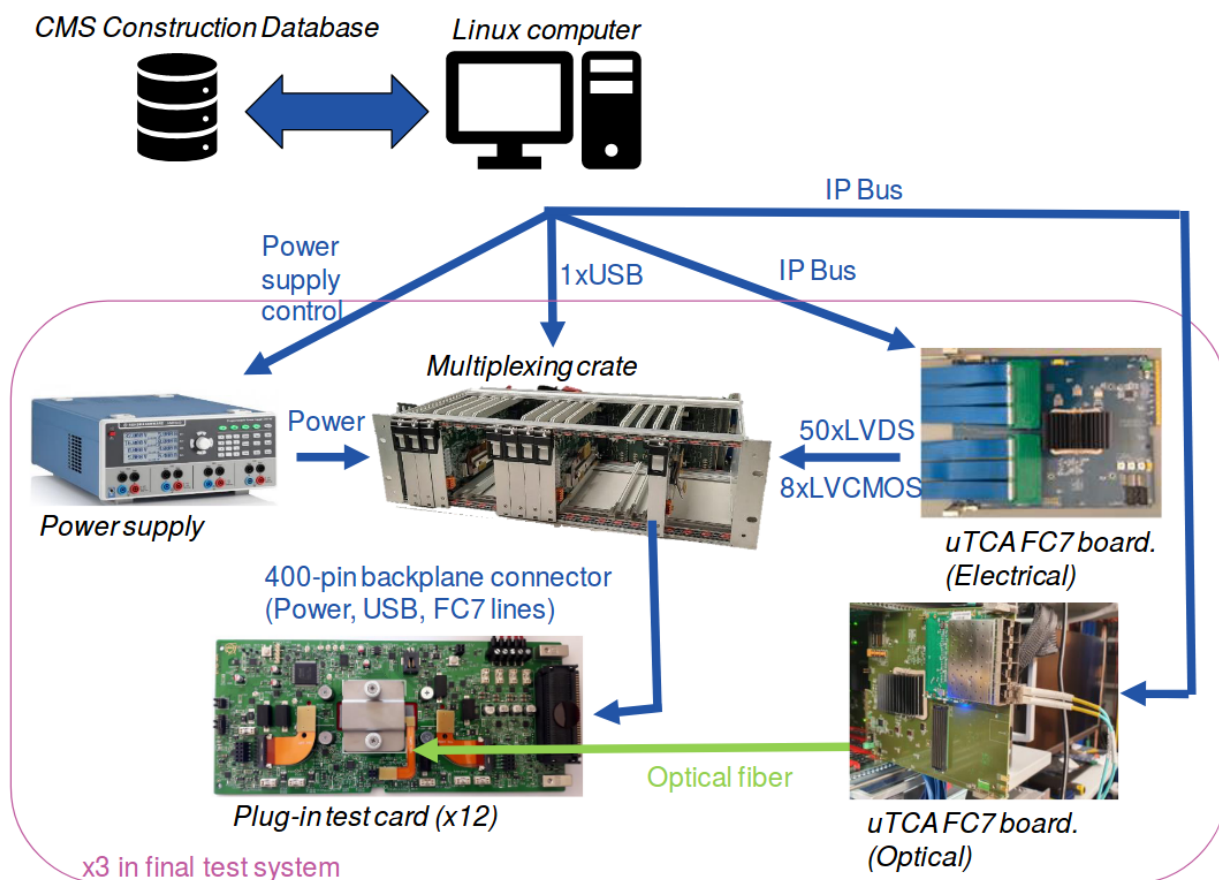 CMS Construction Database
Linux computer
IP Bus
Power
supply
control
1xUSB
IP Bus
Multiplexing crate
Power
50xLVDS
8xLVCMOS
Power supply
uTCA FC7 board.
(Electrical)
400-pin backplane connector
(Power, USB, FC7 lines)
Optical fiber
Plug-in test card (x12)
uTCA FC7 board.
(Optical)
x3 in final test system